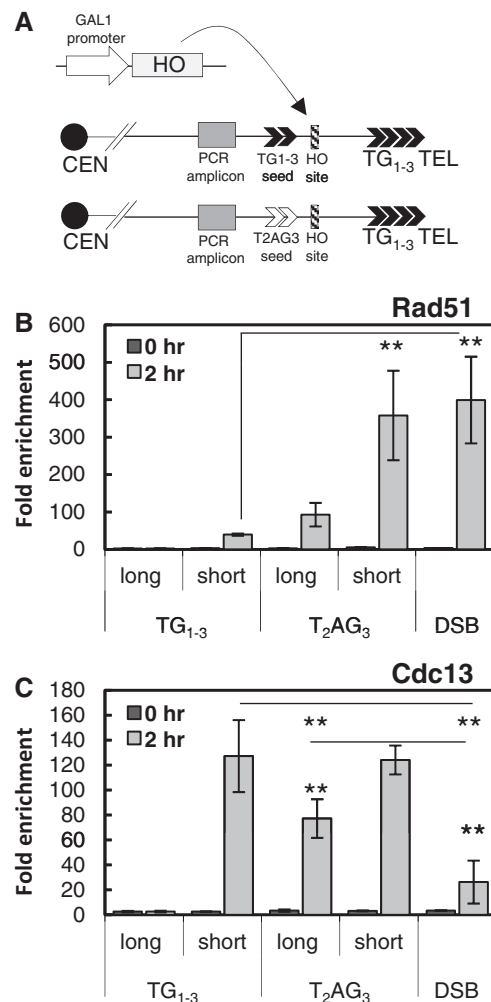 A
GAL1
promoter
HO
CEN
PCR
amplicon
TG1-3
seed
HO
site
TG1-3 TEL
CEN
PCR
amplicon
T2AG3
seed
HO
site
TG1-3 TEL
B
Rad51
600
500
400
300
200
100
0
Fold enrichment
0 hr
2 hr
**
**
long
short
long
short
TG1-3
T2AG3
DSB
C
Cdc13
180
160
140
120
100
80
60
40
20
0
Fold enrichment
0 hr
2 hr
**
**
**
**
long
short
long
short
TG1-3
T2AG3
DSB